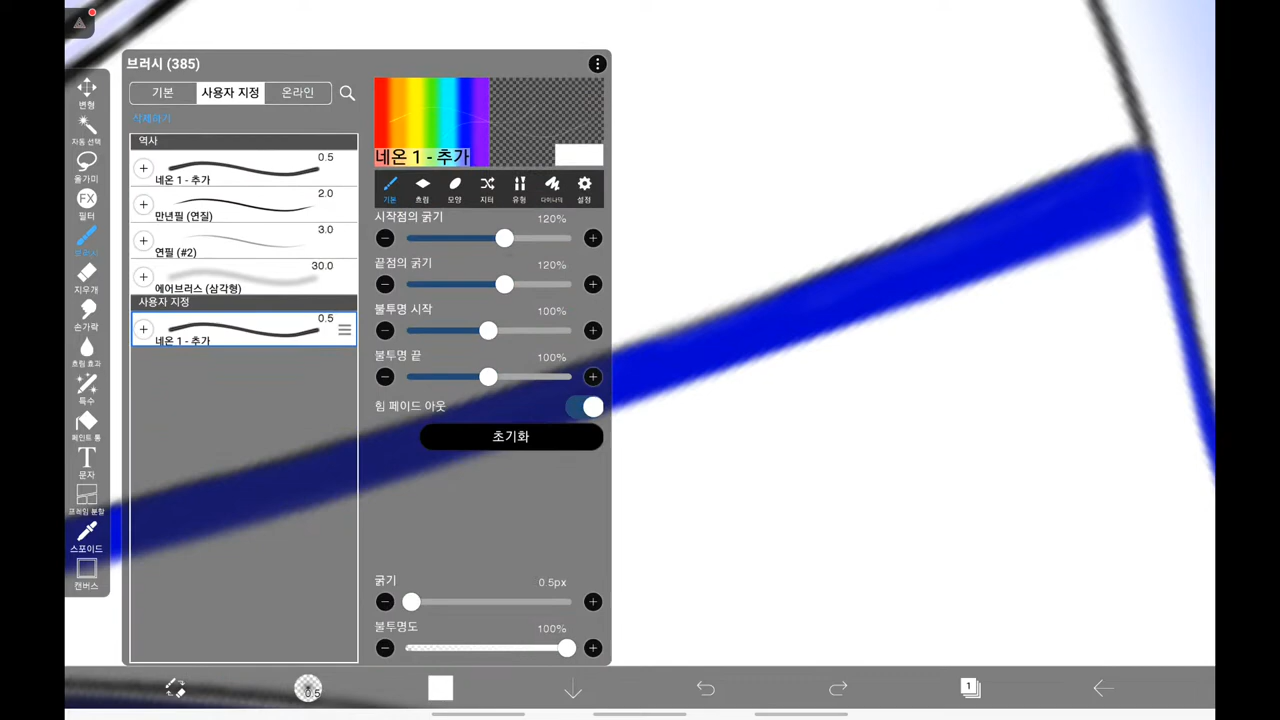 브러시 (385)
기본
사용자 지정
온라인
삭제하기
역사
0.5
네온 1 - 추가
2.0
만년필 (연질)
3.0
연필 (#2)
30.0
에어브러스 (삼각형)
사용자 지정
0.5
네온 1 - 추가
네온 1 - 추가
기본
흐림
모양
지터
유형
다이나믹
설정
시작점의 굵기
120%
끝점의 굵기
120%
불투명 시작
100%
불투명 끝
100%
힘 페이드 아웃
초기화
굵기
0 5px
불투명도
100%
변형
자동 선택
올가미
FX
필터
브러시
지우개
손가락
흐림 효과
특수
페인트 통
T
문자
프레임 분할
스포이드
캔버스
0.5
1